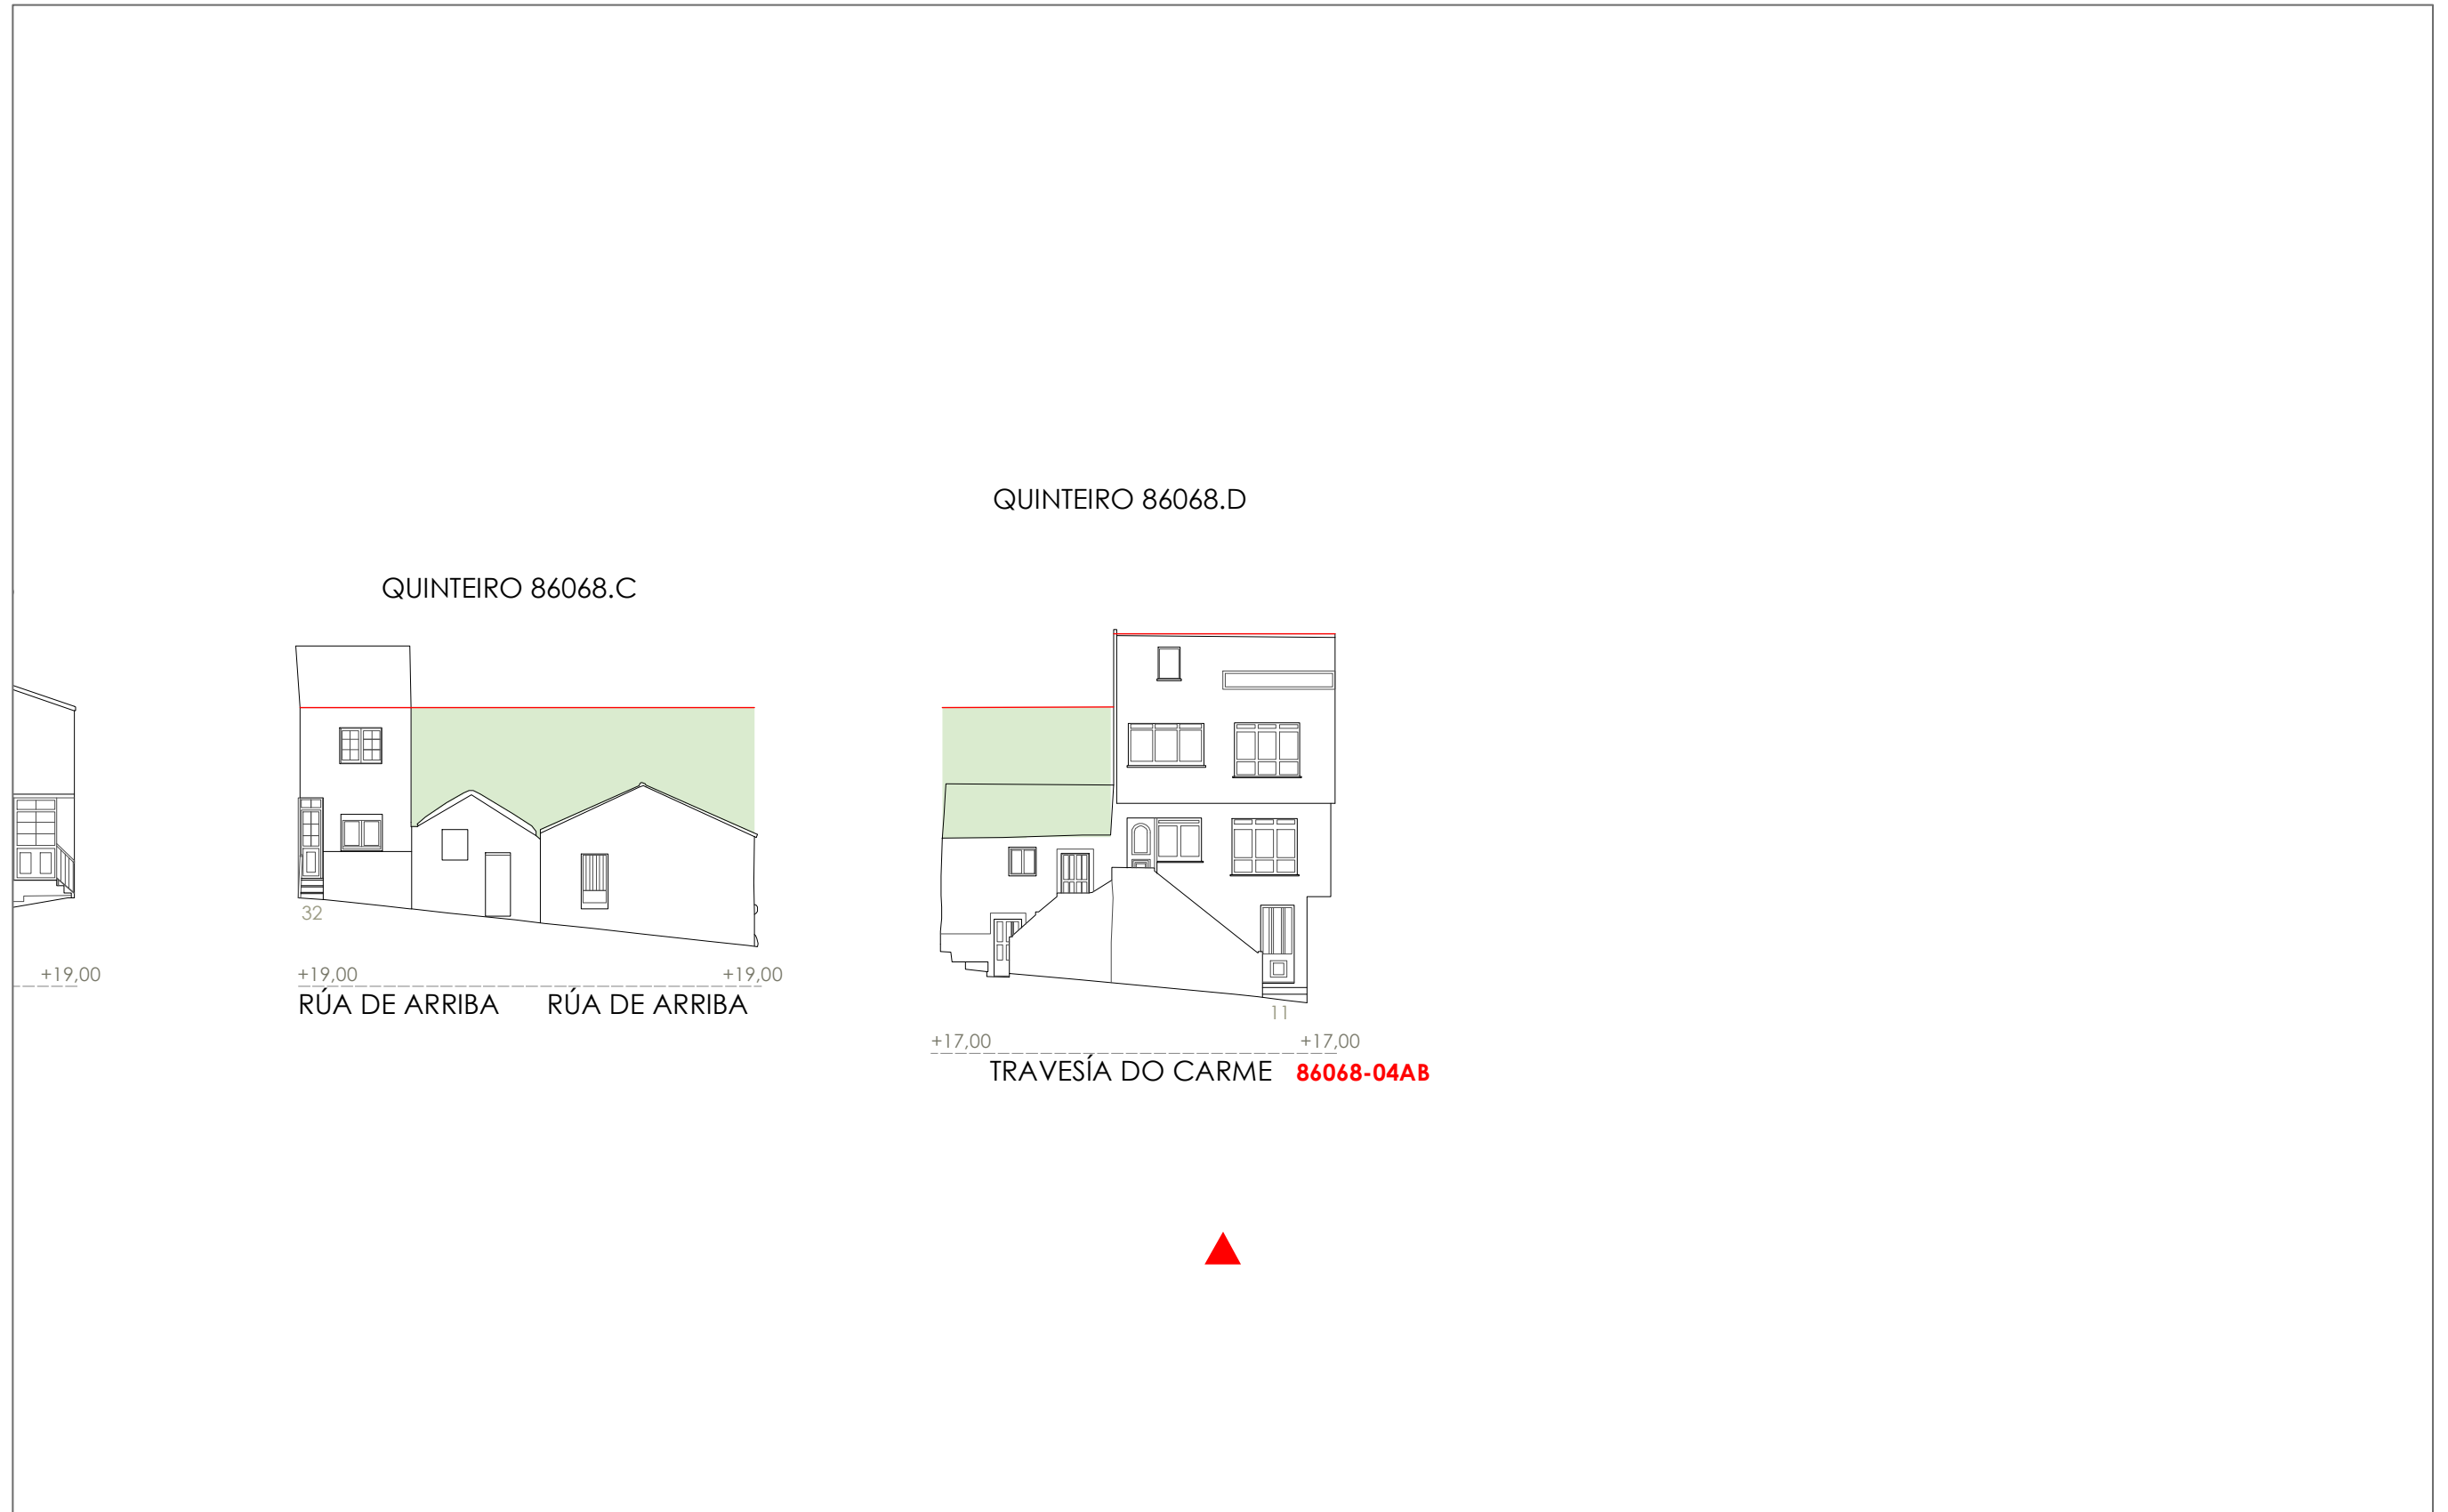 QUINTEIRO 86068.D
QUINTEIRO 86068.C
32
+19,00
+19,00
+19,00
RÚA DE ARRIBA
RÚA DE ARRIBA
11
+17,00
+17,00
TRAVESÍA DO CARME
86068-04AB